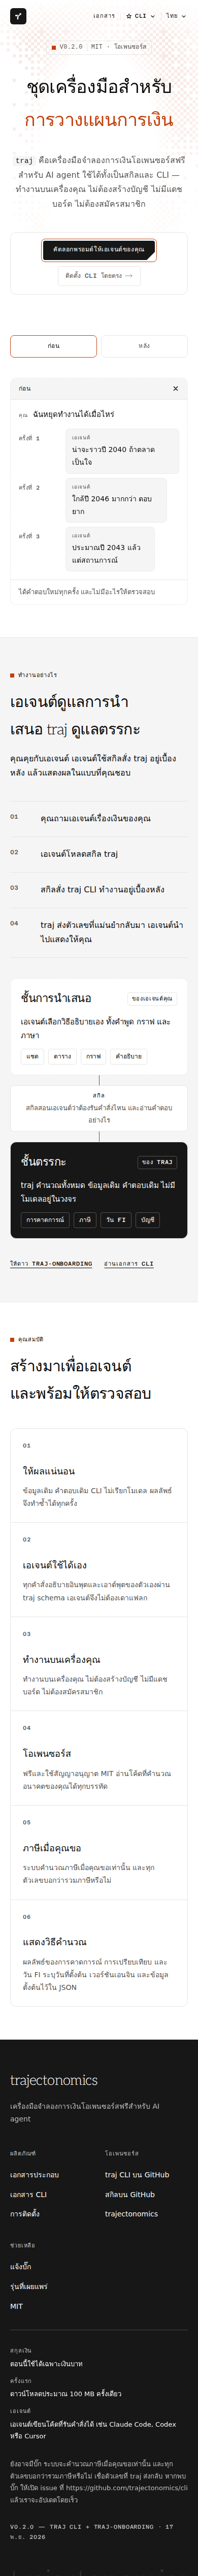 เอกสาร
CLI
ไทย
V0.2.0
MIT · โอเพนซอร์ส
ชุดเครื่องมือสำหรับ
การวางแผนการเงิน
traj คือเครื่องมือจำลองการเงินโอเพนซอร์สฟรี
สำหรับ AI agent ใช้ได้ทั้งเป็นสกิลและ CLI —
ทำงานบนเครื่องคุณ ไม่ต้องสร้างบัญชี ไม่มีแดช
บอร์ด ไม่ต้องสมัครสมาชิก
คัดลอกพรอมต์ให้เอเจนต์ของคุณ
ติดตั้ง CLI โดยตรง
ก่อน
หลัง
ก่อน
คุณ ฉันหยุดทำงานได้เมื่อไหร่
ครั้งที่ 1
เอเจนต์
น่าจะราวปี 2040 ถ้าตลาด
เป็นใจ
ครั้งที่ 2
เอเจนต์
ใกล้ปี 2046 มากกว่า ตอบ
ยาก
ครั้งที่ 3
เอเจนต์
ประมาณปี 2043 แล้ว
แต่สถานการณ์
ได้คำตอบใหม่ทุกครั้ง และไม่มีอะไรให้ตรวจสอบ
ทำงานอย่างไร
เอเจนต์ดูแลการนำ
เสนอ traj ดูแลตรรกะ
คุณคุยกับเอเจนต์ เอเจนต์ใช้สกิลสั่ง traj อยู่เบื้อง
หลัง แล้วแสดงผลในแบบที่คุณชอบ
01
คุณถามเอเจนต์เรื่องเงินของคุณ
02
เอเจนต์โหลดสกิล traj
03
สกิลสั่ง traj CLI ทำงานอยู่เบื้องหลัง
04
traj ส่งตัวเลขที่แม่นยำกลับมา เอเจนต์นำ
ไปแสดงให้คุณ
ชั้นการนำเสนอ
ของเอเจนต์คุณ
เอเจนต์เลือกวิธีอธิบายเอง ทั้งคำพูด กราฟ และ
ภาษา
แชต
ตาราง
กราฟ
คำอธิบาย
สกิล
สกิลสอนเอเจนต์ว่าต้องรันคำสั่งไหน และอ่านคำตอบ
อย่างไร
ชั้นตรรกะ
ของ TRAJ
traj คำนวณทั้งหมด ข้อมูลเดิม คำตอบเดิม ไม่มี
โมเดลอยู่ในวงจร
การคาดการณ์
ภาษี
วัน FI
บัญชี
ให้ดาว TRAJ-ONBOARDING
อ่านเอกสาร CLI
คุณสมบัติ
สร้างมาเพื่อเอเจนต์
และพร้อมให้ตรวจสอบ
01
ให้ผลแน่นอน
ข้อมูลเดิม คำตอบเดิม CLI ไม่เรียกโมเดล ผลลัพธ์
จึงทำซ้ำได้ทุกครั้ง
02
เอเจนต์ใช้ได้เอง
ทุกคำสั่งอธิบายอินพุตและเอาต์พุตของตัวเองผ่าน
traj schema เอเจนต์จึงไม่ต้องเดาแฟลก
03
ทำงานบนเครื่องคุณ
ทำงานบนเครื่องคุณ ไม่ต้องสร้างบัญชี ไม่มีแดช
บอร์ด ไม่ต้องสมัครสมาชิก
04
โอเพนซอร์ส
ฟรีและใช้สัญญาอนุญาต MIT อ่านโค้ดที่คำนวณ
อนาคตของคุณได้ทุกบรรทัด
05
ภาษีเมื่อคุณขอ
ระบบคำนวณภาษีเมื่อคุณขอเท่านั้น และทุก
ตัวเลขบอกว่ารวมภาษีหรือไม่
06
แสดงวิธีคำนวณ
ผลลัพธ์ของการคาดการณ์ การเปรียบเทียบ และ
วัน FI ระบุวันที่ตั้งต้น เวอร์ชันเอนจิน และข้อมูล
ตั้งต้นไว้ใน JSON
trajectonomics
เครื่องมือจำลองการเงินโอเพนซอร์สฟรีสำหรับ AI
agent
ผลิตภัณฑ์
เอกสารประกอบ
เอกสาร CLI
การติดตั้ง
โอเพนซอร์ส
traj CLI บน GitHub
สกิลบน GitHub
trajectonomics
ช่วยเหลือ
แจ้งบั๊ก
รุ่นที่เผยแพร่
MIT
สกุลเงิน
ตอนนี้ใช้ได้เฉพาะเงินบาท
ครั้งแรก
ดาวน์โหลดประมาณ 100 MB ครั้งเดียว
เอเจนต์
เอเจนต์เขียนโค้ดที่รันคำสั่งได้ เช่น Claude Code, Codex
หรือ Cursor
ยังอาจมีบั๊ก ระบบจะคำนวณภาษีเมื่อคุณขอเท่านั้น และทุก
ตัวเลขบอกว่ารวมภาษีหรือไม่ เชื่อตัวเลขที่ traj ส่งกลับ หากพบ
บั๊ก ให้เปิด issue ที่ https://github.com/trajectonomics/cli
แล้วเราจะอัปเดตโดยเร็ว
V0.2.0 — TRAJ CLI + TRAJ-ONBOARDING · 17
พ.ย. 2026